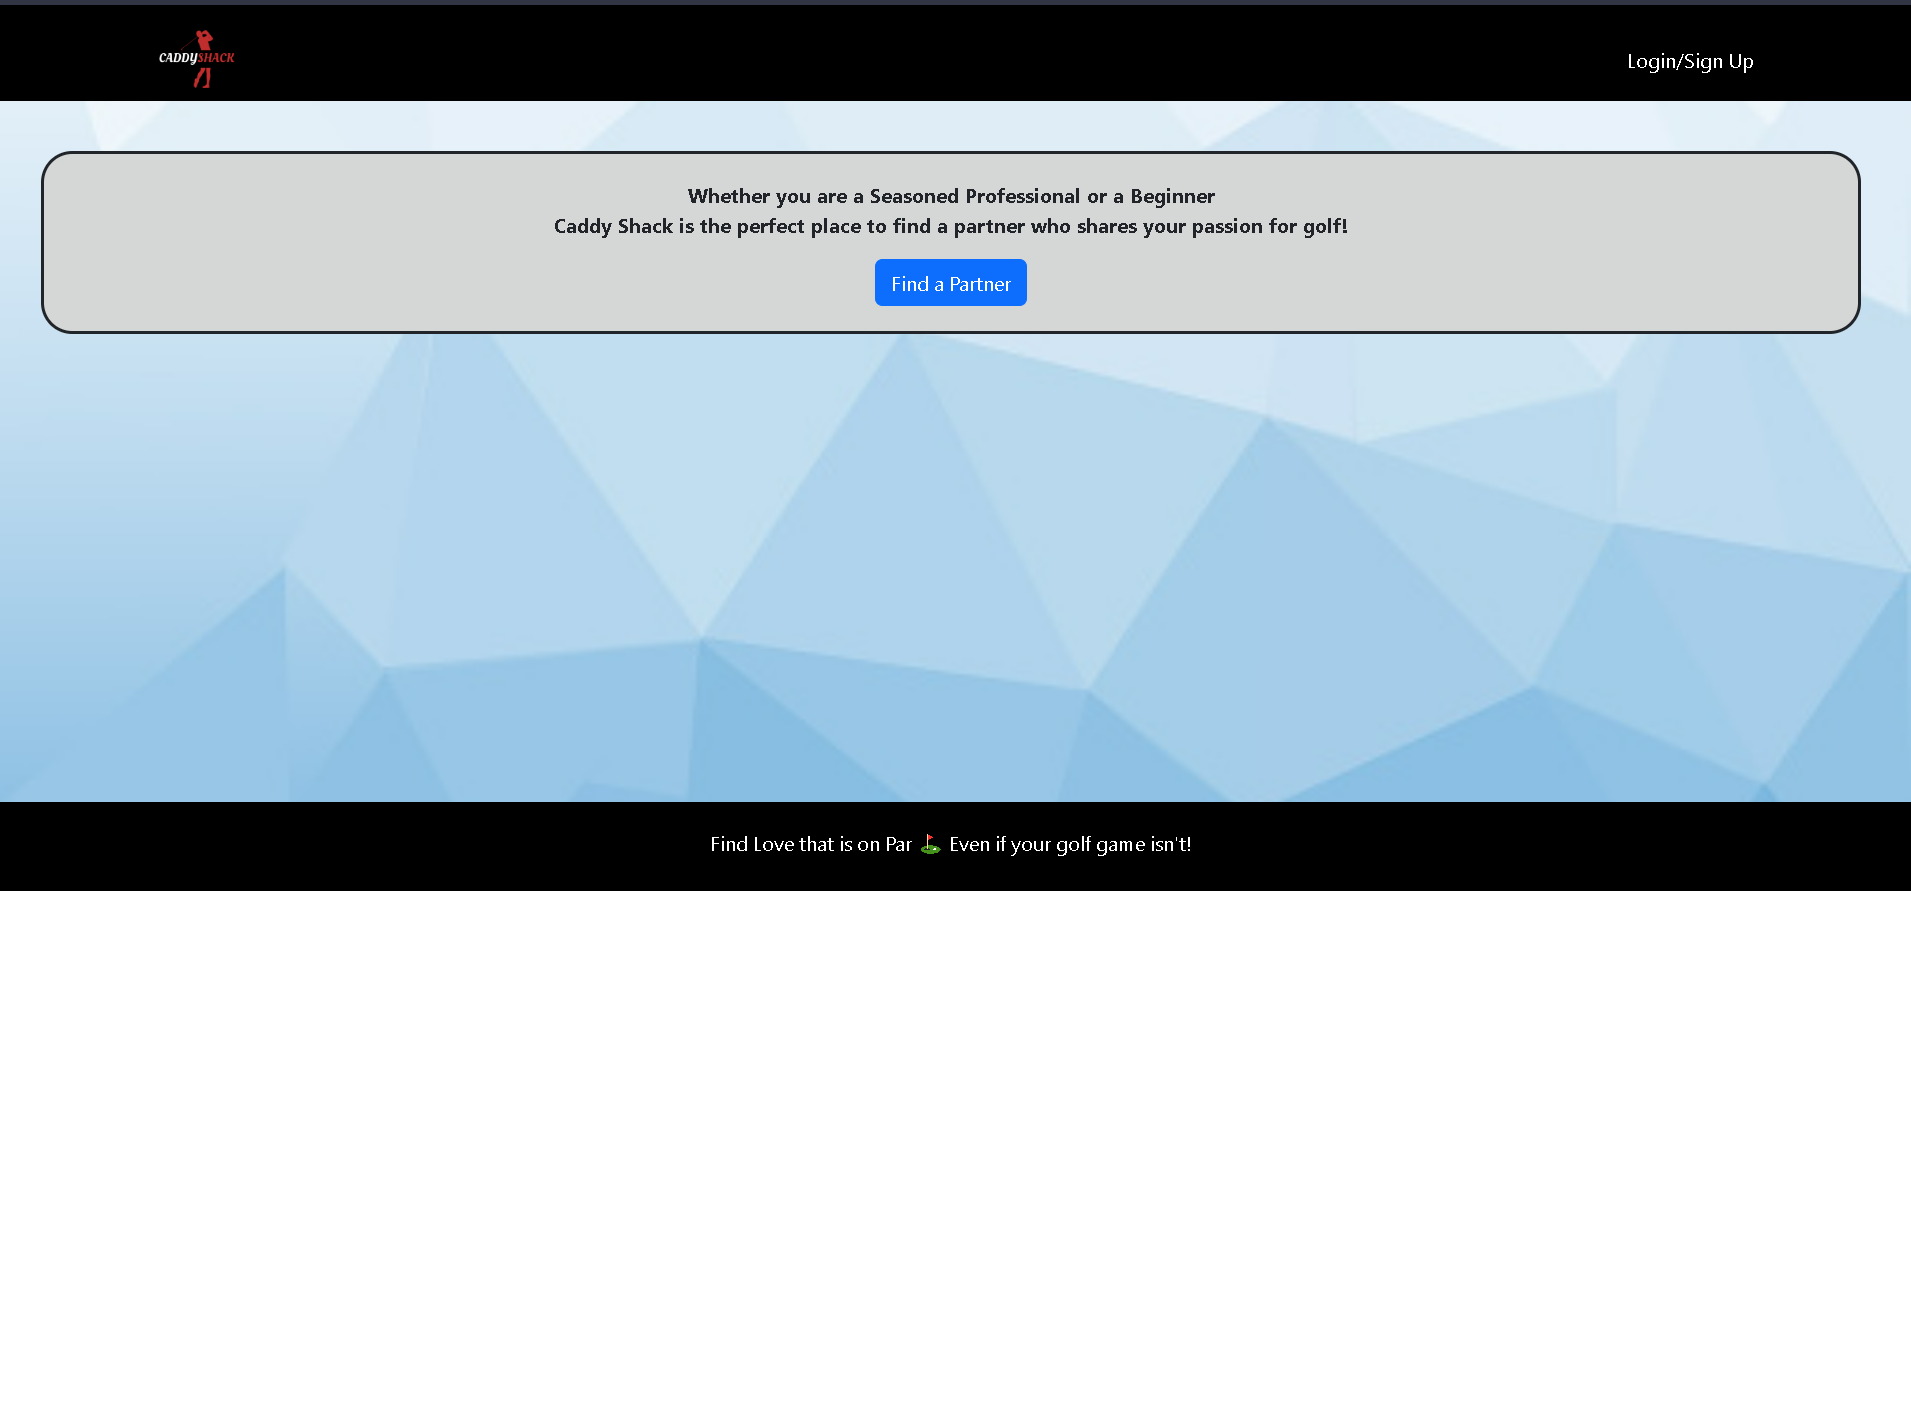 CADDYSHACK
Login/Sign Up
Whether you are a Seasoned Professional or a Beginner
Caddy Shack is the perfect place to find a partner who shares your passion for golf!
Find a Partner
Find Love that is on Par ⛳ Even if your golf game isn't!